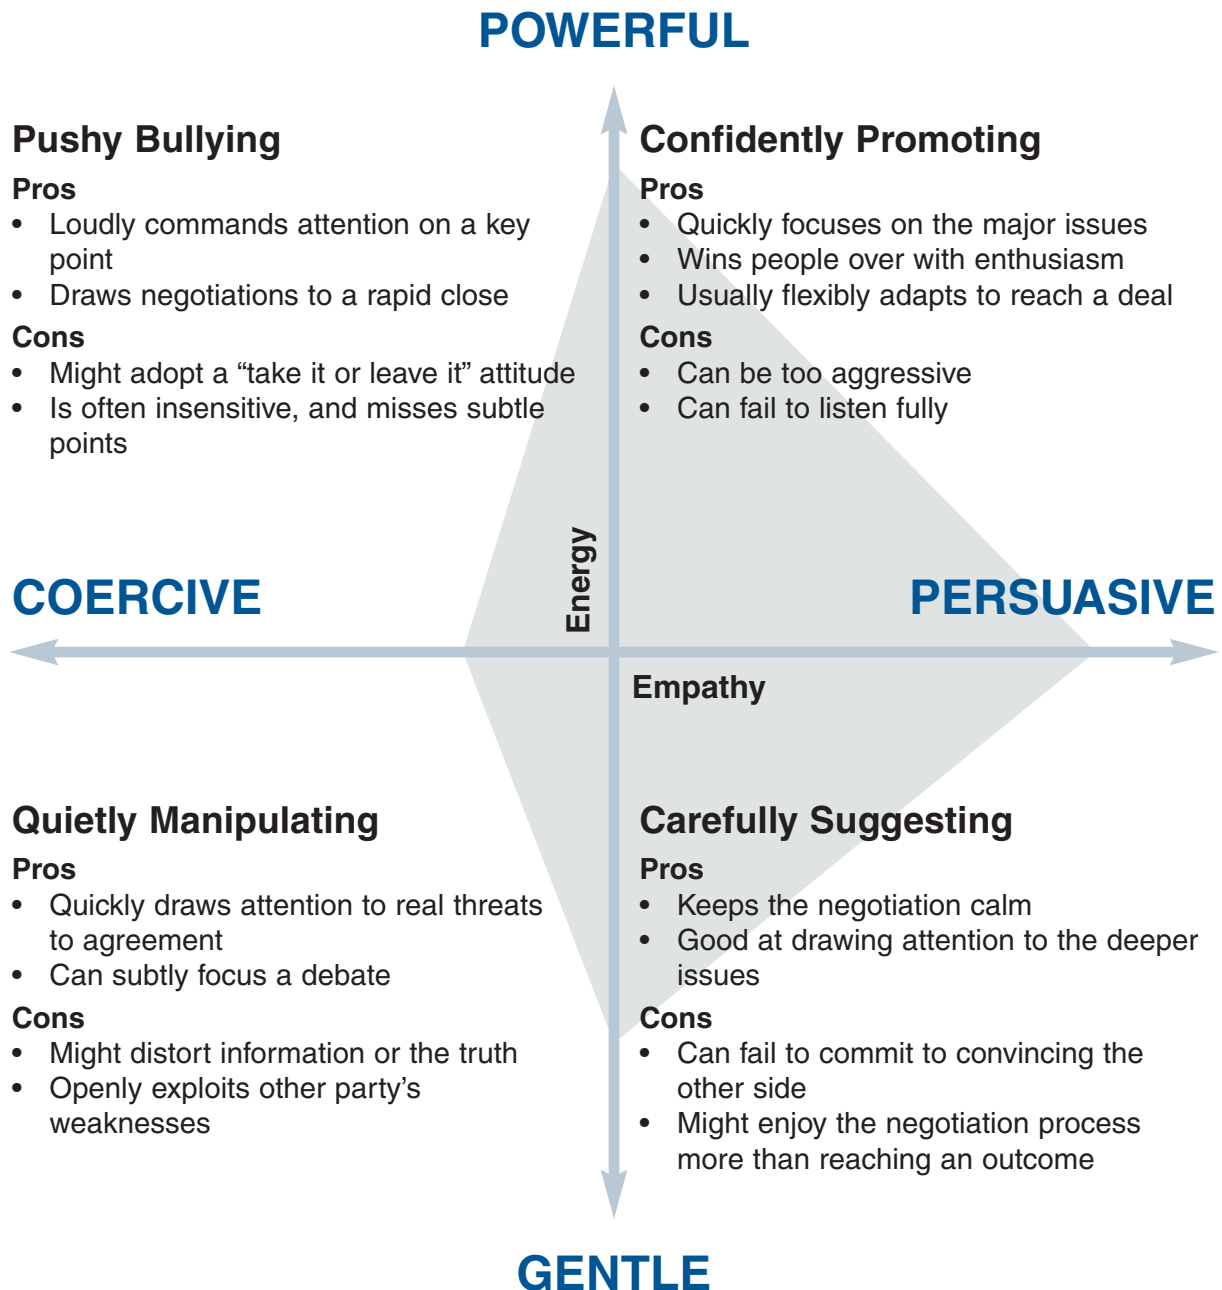 POWERFUL
Pushy Bullying
Pros
• Loudly commands attention on a key
point
• Draws negotiations to a rapid close
Cons
• Might adopt a “take it or leave it” attitude
• Is often insensitive, and misses subtle
points
Confidently Promoting
Pros
• Quickly focuses on the major issues
• Wins people over with enthusiasm
• Usually flexibly adapts to reach a deal
Cons
• Can be too aggressive
• Can fail to listen fully
Energy
COERCIVE
PERSUASIVE
Empathy
Quietly Manipulating
Pros
• Quickly draws attention to real threats
to agreement
• Can subtly focus a debate
Cons
• Might distort information or the truth
• Openly exploits other party’s
weaknesses
Carefully Suggesting
Pros
• Keeps the negotiation calm
• Good at drawing attention to the deeper
issues
Cons
• Can fail to commit to convincing the
other side
• Might enjoy the negotiation process
more than reaching an outcome
GENTLE